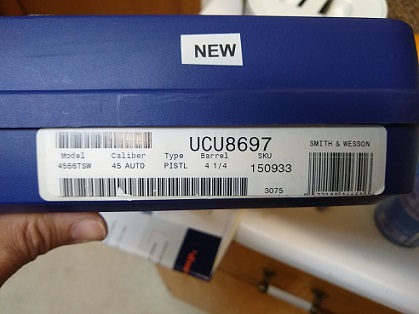 NEW
UCU8697
SMITH & WESSON
Model Caliber Type Barrel SKU
4566TSW 45 AUTO PISTL 4 1/4 150933
3075